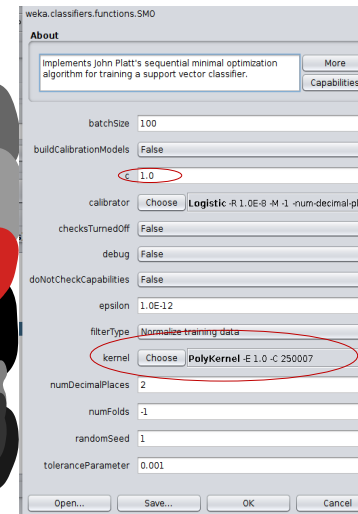 weka.classifiers.functions.SMO
About
Implements John Platt's sequential minimal optimization
algorithm for training a support vector classifier.
More
Capabilities
batchSize 100
buildCalibrationModels False
c 1.0
calibrator Choose Logistic -R 1.0E-8 -M -1 -num-decimal-pl
checksTurnedOff False
debug False
doNotCheckCapabilities False
epsilon 1.0E-12
filterType Normalize training data
kernel Choose PolyKernel -E 1.0 -C 250007
numDecimalPlaces 2
numFolds -1
randomSeed 1
toleranceParameter 0.001
Open... Save... OK Cancel